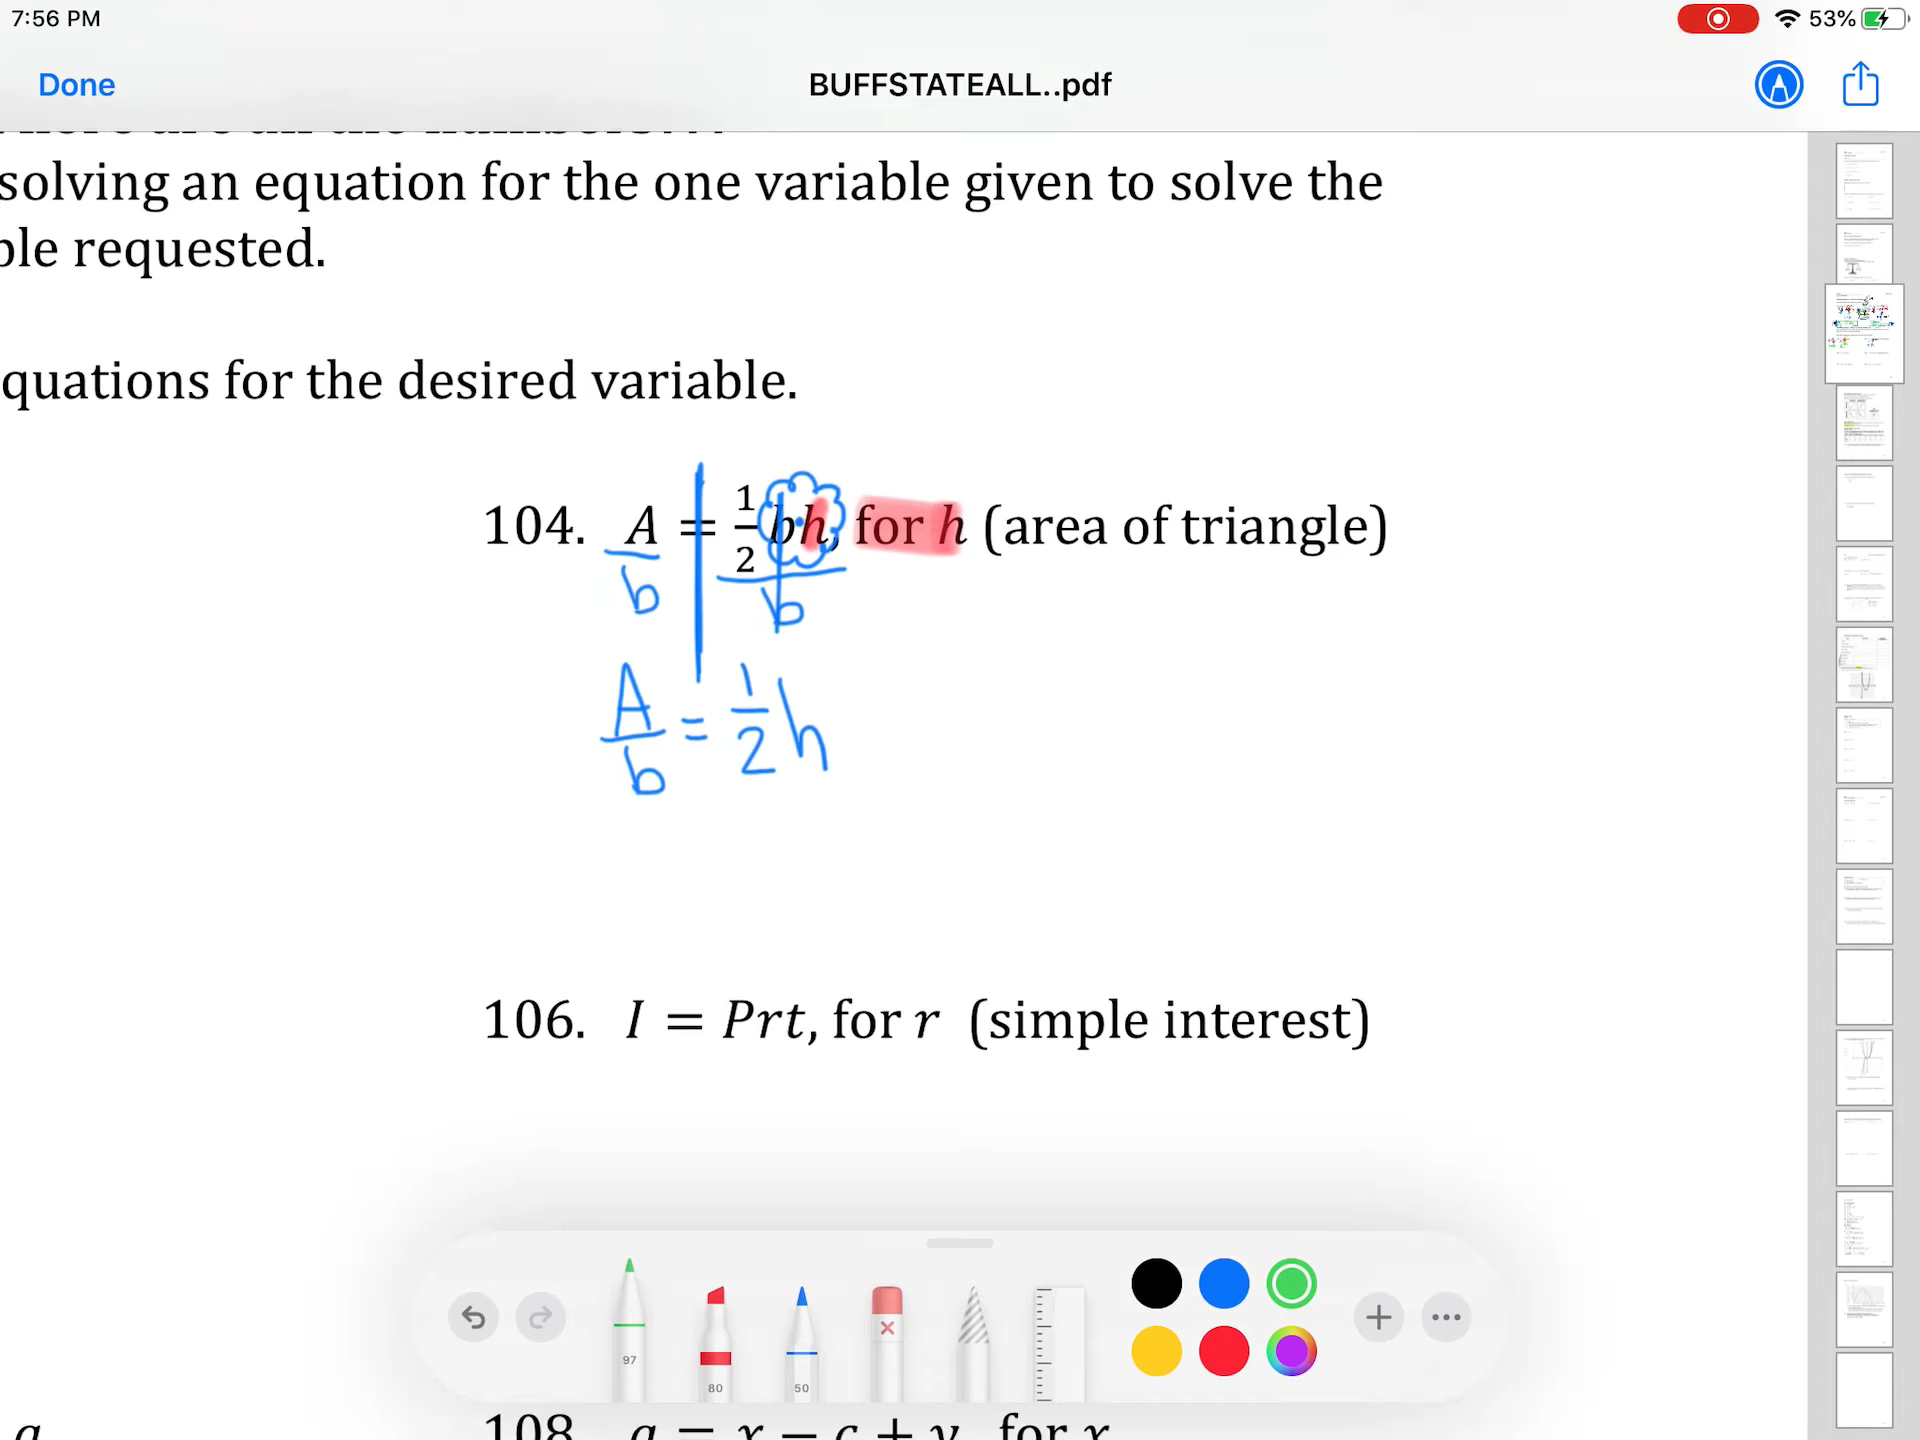 7:56 PM
53%
Done
BUFFSTATEALL..pdf
solving an equation for the one variable given to solve the
ble requested.
quations for the desired variable.
104. A = 1/2 bh, for h (area of triangle)
b b
A/b = 1/2 h
106. I = Prt, for r (simple interest)
97
80
50
108. q = x − c + y, for x